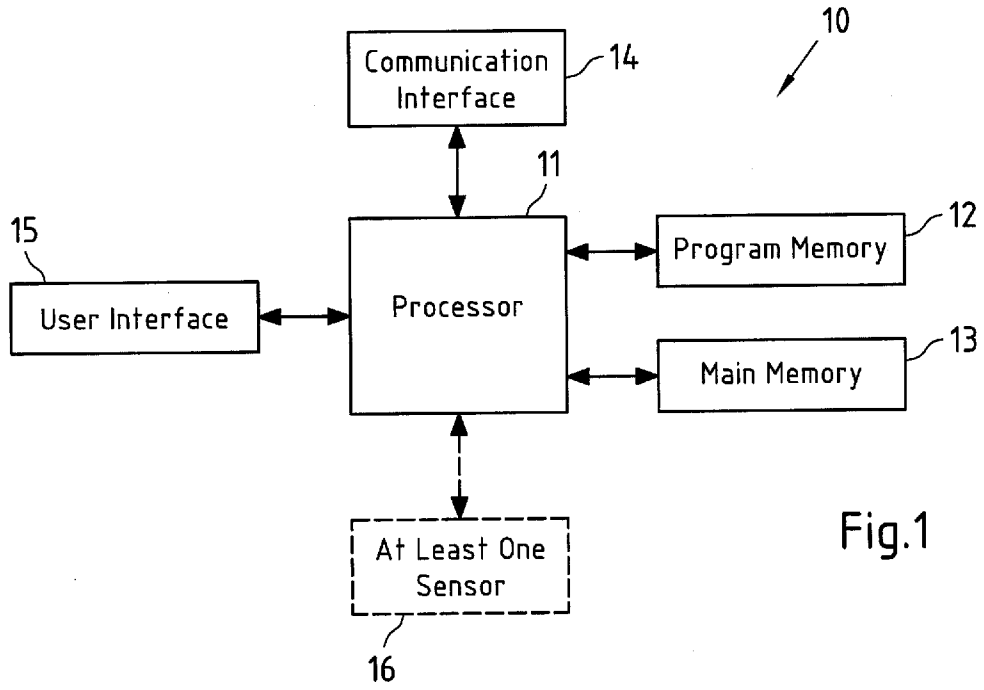 10
Communication
Interface
14
11
15
12
Program Memory
User Interface
Processor
13
Main Memory
At Least One
Sensor
16
Fig.1